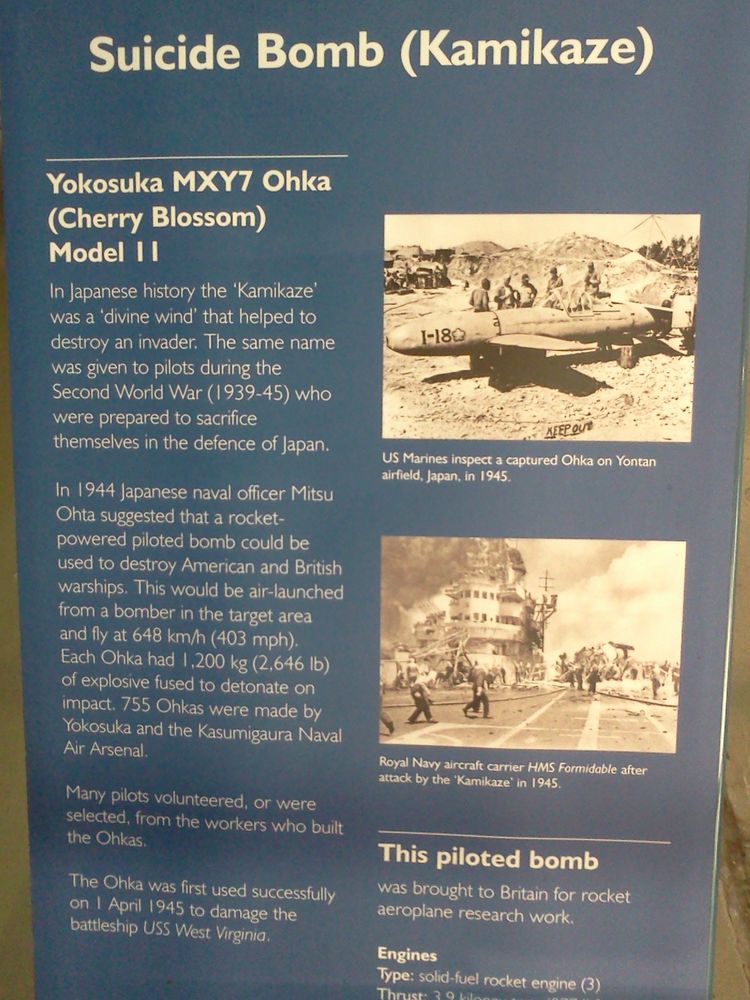 Suicide Bomb (Kamikaze)
Yokosuka MXY7 Ohka
(Cherry Blossom)
Model 11
In Japanese history the ‘Kamikaze’
was a ‘divine wind’ that helped to
destroy an invader. The same name
was given to pilots during the
Second World War (1939-45) who
were prepared to sacrifice
themselves in the defence of Japan.
In 1944 Japanese naval officer Mitsu
Ohta suggested that a rocket-
powered piloted bomb could be
used to destroy American and British
warships. This would be air-launched
from a bomber in the target area
and fly at 648 km/h (403 mph).
Each Ohka had 1,200 kg (2,646 lb)
of explosive fused to detonate on
impact. 755 Ohkas were made by
Yokosuka and the Kasumigaura Naval
Air Arsenal.
Many pilots volunteered, or were
selected, from the workers who built
the Ohkas.
The Ohka was first used successfully
on 1 April 1945 to damage the
battleship USS West Virginia.
I-18
KEEP OUT
US Marines inspect a captured Ohka on Yontan
airfield, Japan, in 1945.
Royal Navy aircraft carrier HMS Formidable after
attack by the ‘Kamikaze’ in 1945.
This piloted bomb
was brought to Britain for rocket
aeroplane research work.
Engines
Type: solid-fuel rocket engine (3)
Thrust: 3.9